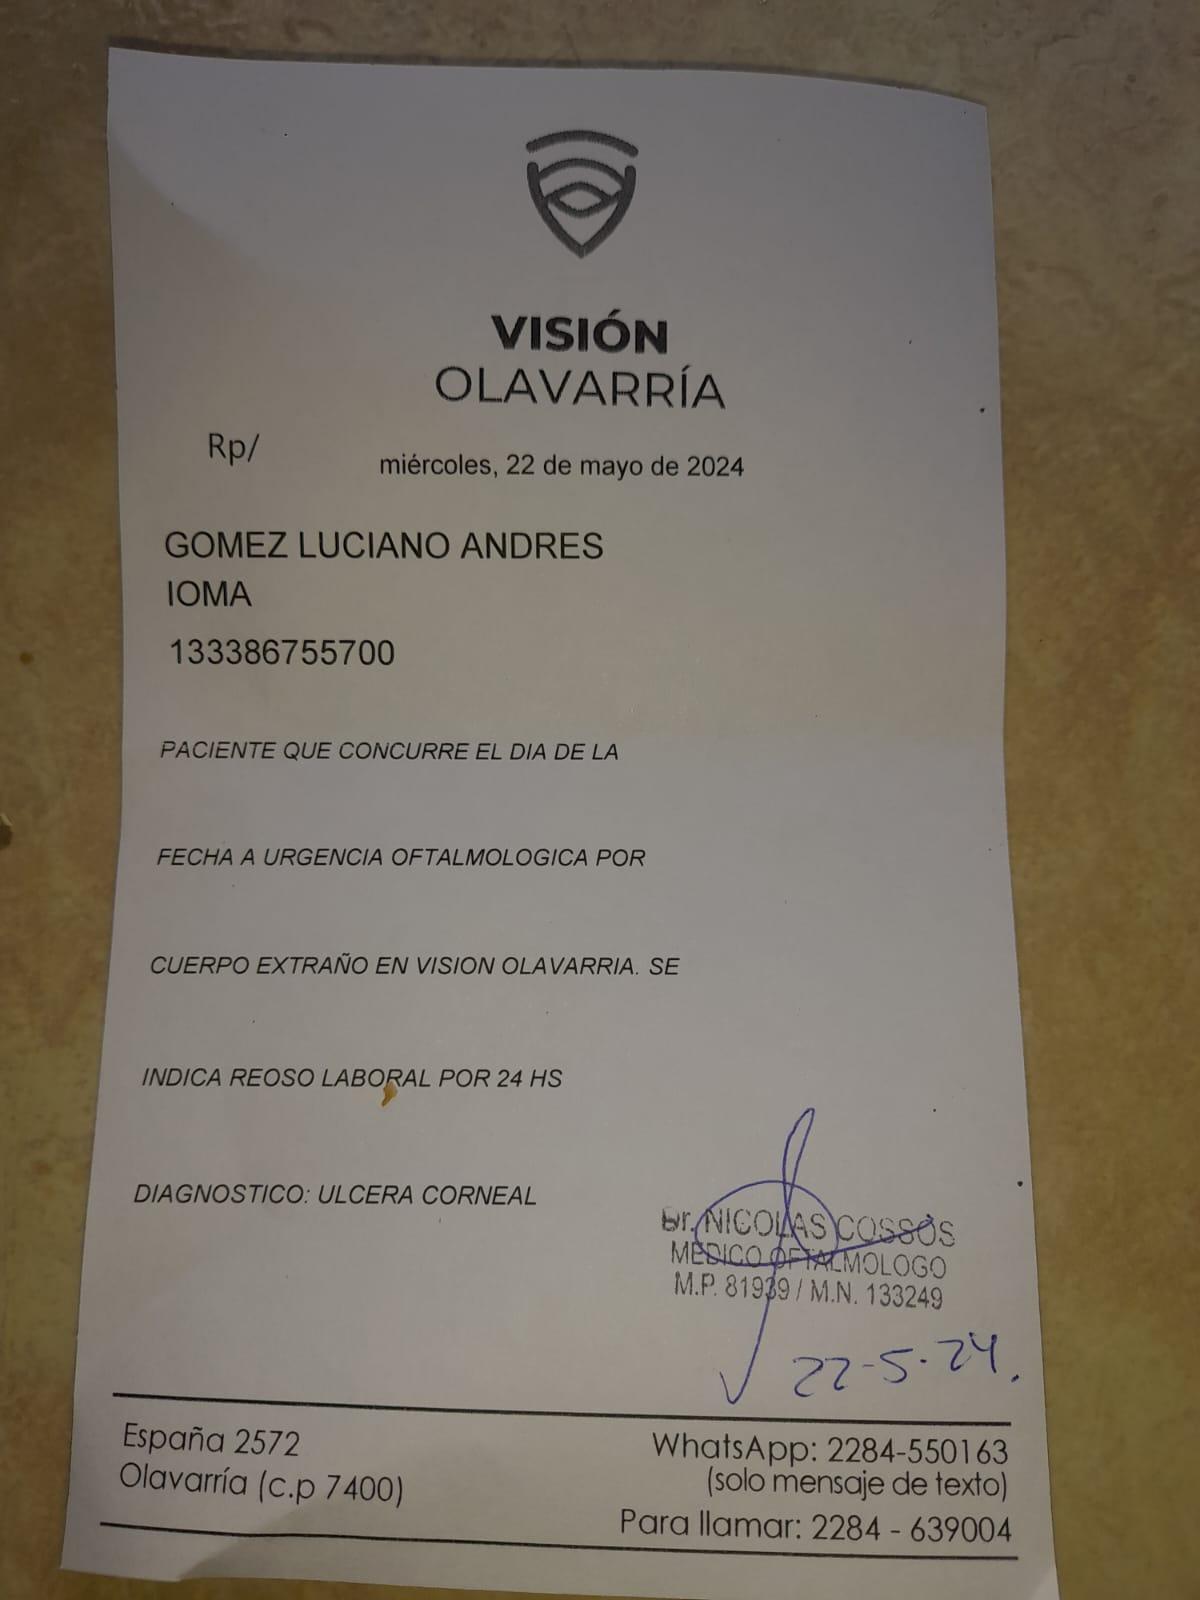 VISIÓN
OLAVARRÍA
Rp/
miércoles, 22 de mayo de 2024
GOMEZ LUCIANO ANDRES
IOMA
133386755700
PACIENTE QUE CONCURRE EL DIA DE LA
FECHA A URGENCIA OFTALMOLOGICA POR
CUERPO EXTRAÑO EN VISION OLAVARRIA. SE
INDICA REOSO LABORAL POR 24 HS
DIAGNOSTICO: ULCERA CORNEAL
Dr. NICOLAS COSSOS
MEDICO OFTALMOLOGO
M.P. 81939 / M.N. 133249
22-5-24.
España 2572
Olavarría (c.p 7400)
WhatsApp: 2284-550163
(solo mensaje de texto)
Para llamar: 2284 - 639004